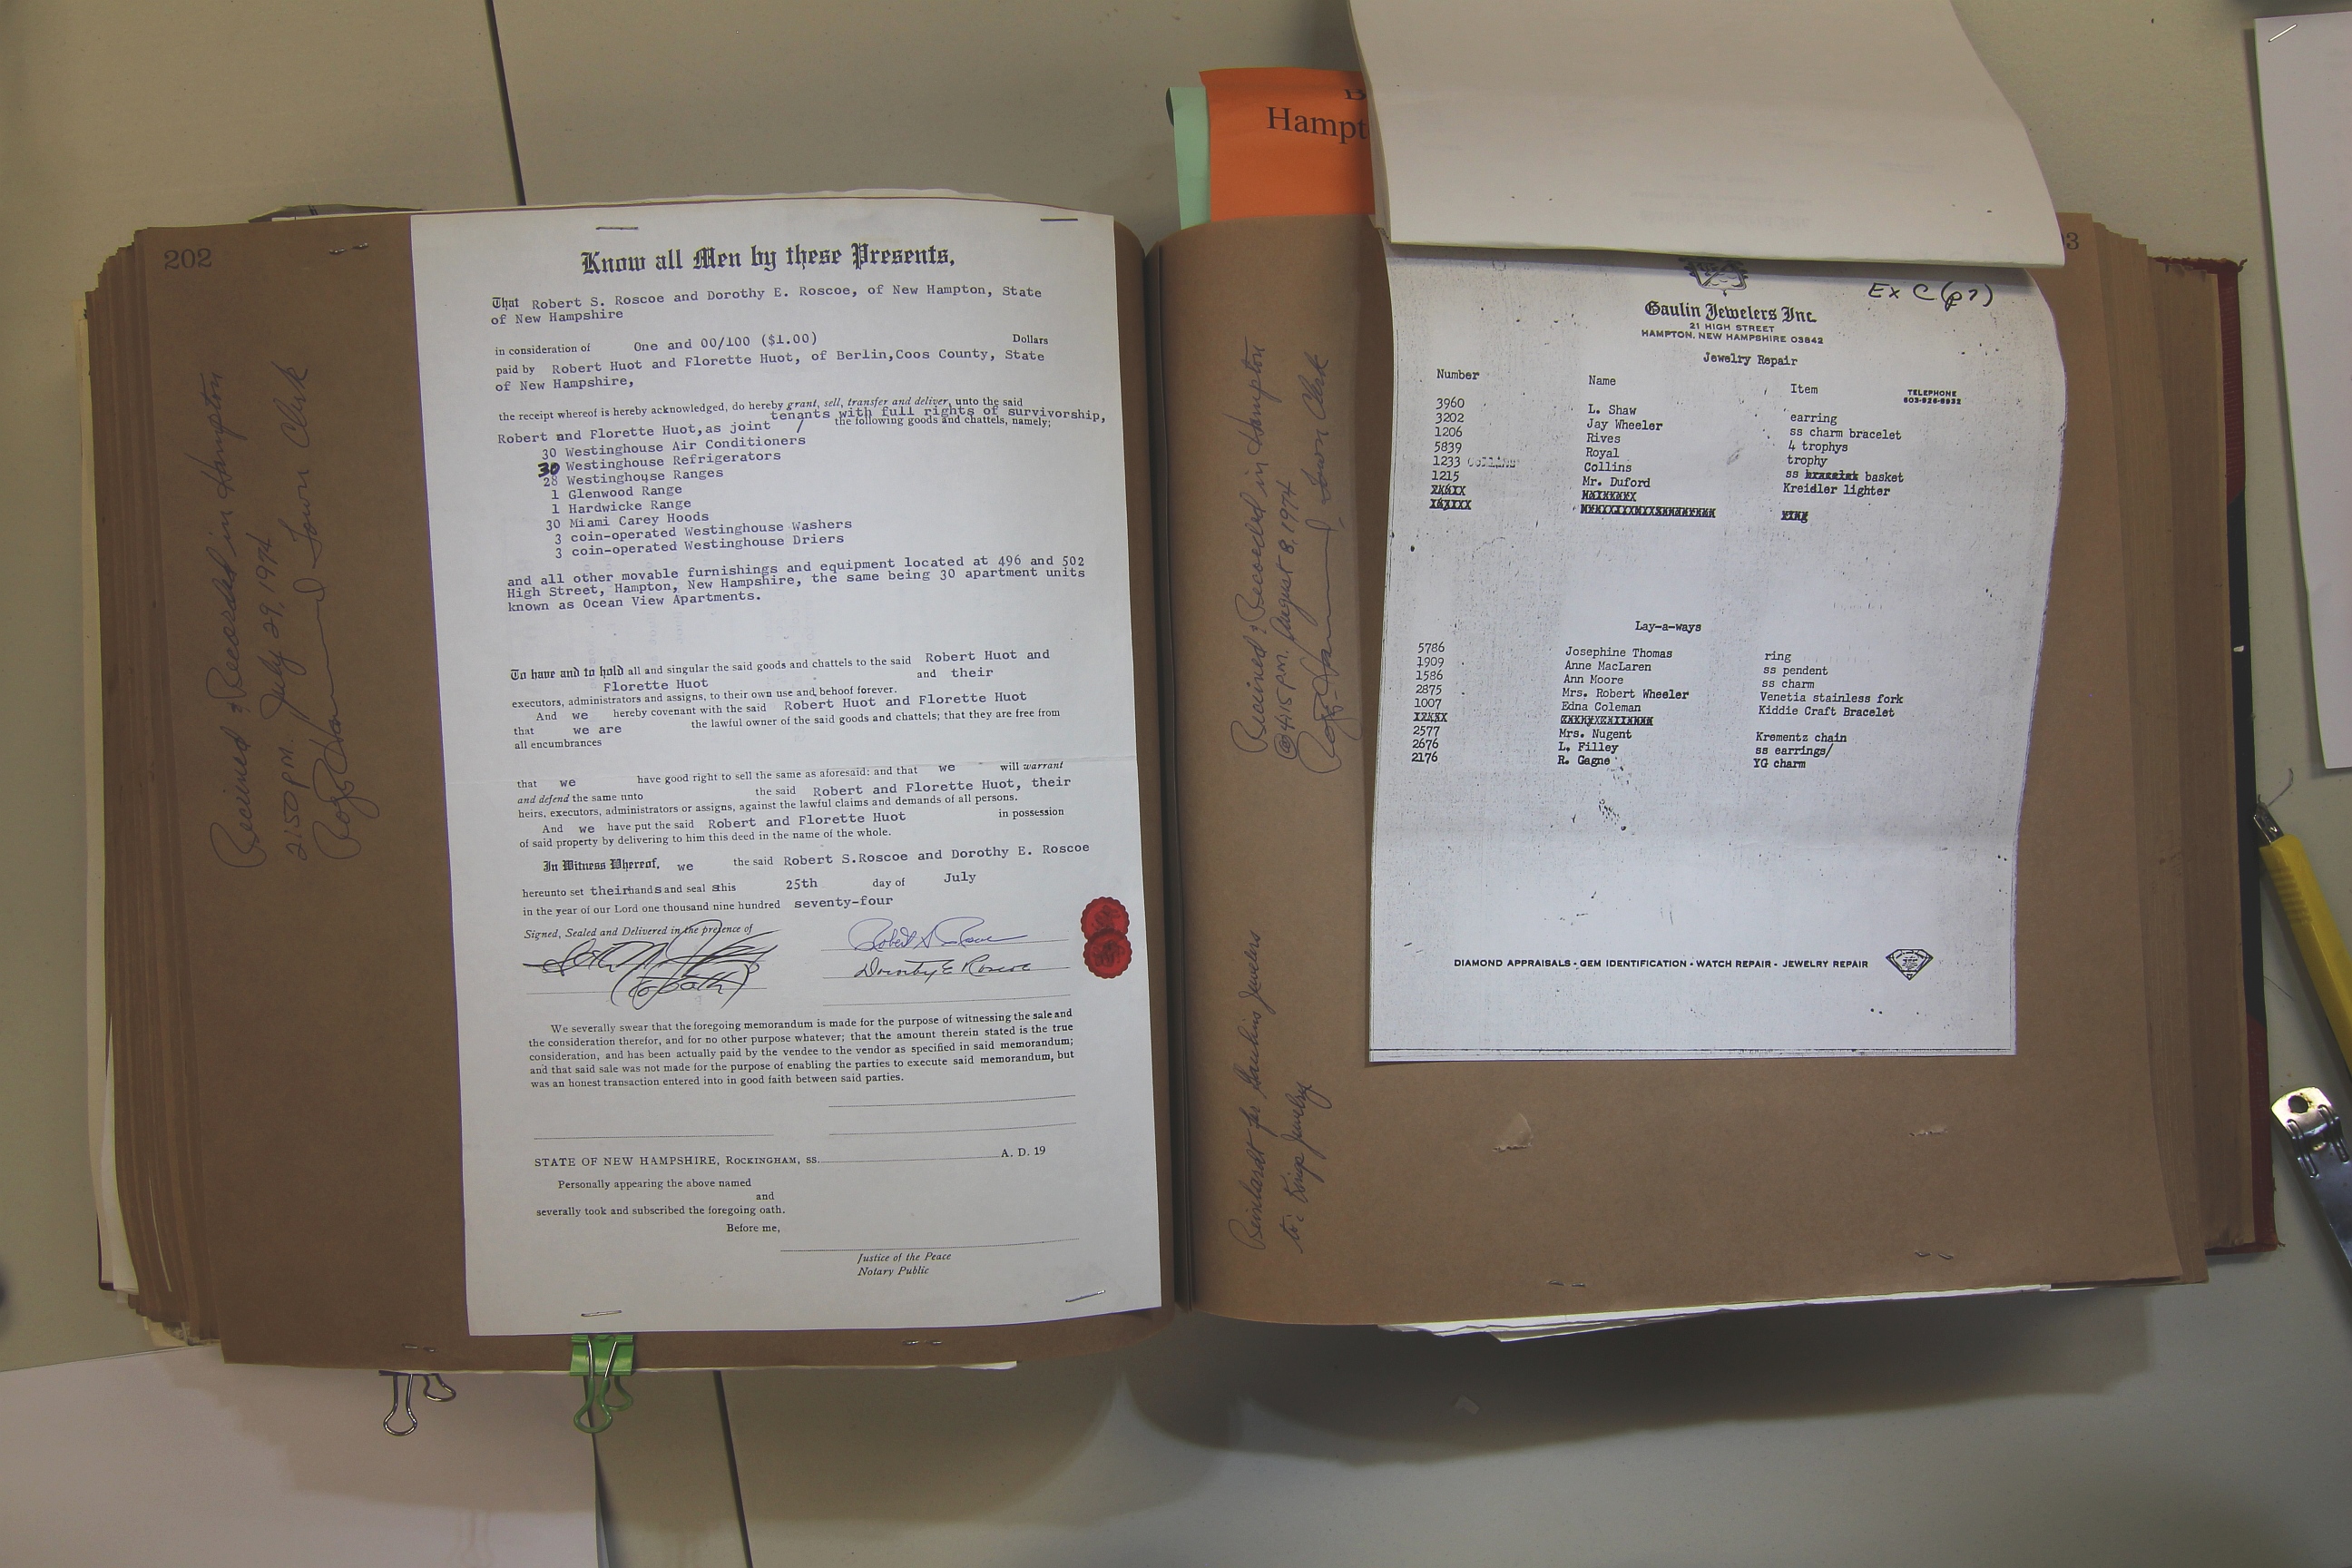 202
Received & Recorded in Hampton
2:50 p.m. July 29, 1974
Town Clerk
Know all Men by these Presents,
That Robert S. Roscoe and Dorothy E. Roscoe, of New Hampton, State
of New Hampshire
in consideration of One and 00/100 ($1.00) Dollars
paid by Robert Huot and Florette Huot, of Berlin,Coos County, State
of New Hampshire,
the receipt whereof is hereby acknowledged, do hereby grant, sell, transfer and deliver, unto the said
tenants with full rights of survivorship,
Robert and Florette Huot,as joint / the following goods and chattels, namely;
30 Westinghouse Air Conditioners
30 Westinghouse Refrigerators
28 Westinghouse Ranges
1 Glenwood Range
1 Hardwicke Range
30 Miami Carey Hoods
3 coin-operated Westinghouse Washers
3 coin-operated Westinghouse Driers
and all other movable furnishings and equipment located at 496 and 502
High Street, Hampton, New Hampshire, the same being 30 apartment units
known as Ocean View Apartments.
To have and to hold all and singular the said goods and chattels to the said Robert Huot and
Florette Huot and their
executors, administrators and assigns, to their own use and behoof forever.
And we hereby covenant with the said Robert Huot and Florette Huot
that we are the lawful owner of the said goods and chattels; that they are free from
all encumbrances
that we have good right to sell the same as aforesaid: and that we will warrant
and defend the same unto the said Robert and Florette Huot, their
heirs, executors, administrators or assigns, against the lawful claims and demands of all persons.
And we have put the said Robert and Florette Huot in possession
of said property by delivering to him this deed in the name of the whole.
In Witness Whereof, we the said Robert S.Roscoe and Dorothy E. Roscoe
hereunto set their hands and seal s this 25th day of July
in the year of our Lord one thousand nine hundred seventy-four
Signed, Sealed and Delivered in the presence of
Robert S. Roscoe
(to both)
Dorothy E Roscoe
We severally swear that the foregoing memorandum is made for the purpose of witnessing the sale and
the consideration therefor, and for no other purpose whatever; that the amount therein stated is the true
consideration, and has been actually paid by the vendee to the vendor as specified in said memorandum;
and that said sale was not made for the purpose of enabling the parties to execute said memorandum, but
was an honest transaction entered into in good faith between said parties.
STATE OF NEW HAMPSHIRE, ROCKINGHAM, SS. A. D. 19
Personally appearing the above named
and
severally took and subscribed the foregoing oath.
Before me,
Justice of the Peace
Notary Public
Hampt
3
Received & Recorded in Hampton
@ 4:15 p.m. August 8, 1974
Town Clerk
Reinhardt for Gaulins Jewelers
to: Kings Jewelry
Ex C (p7)
Gaulin Jewelers Inc.
21 HIGH STREET
HAMPTON, NEW HAMPSHIRE 03842
Jewelry Repair
TELEPHONE
603-926-6932
Number Name Item
3960 L. Shaw earring
3202 Jay Wheeler ss charm bracelet
1206 Rives 4 trophys
5839 Royal trophy
1233 Collins Collins ss basket
1215 Mr. Duford Kreidler lighter
Lay-a-ways
5786 Josephine Thomas ring
1909 Anne MacLaren ss pendent
1586 Ann Moore ss charm
2875 Mrs. Robert Wheeler Venetia stainless fork
1007 Edna Coleman Kiddie Craft Bracelet
2577 Mrs. Nugent Krementz chain
2676 L. Filley ss earrings/
2176 R. Gagne YG charm
DIAMOND APPRAISALS - GEM IDENTIFICATION - WATCH REPAIR - JEWELRY REPAIR